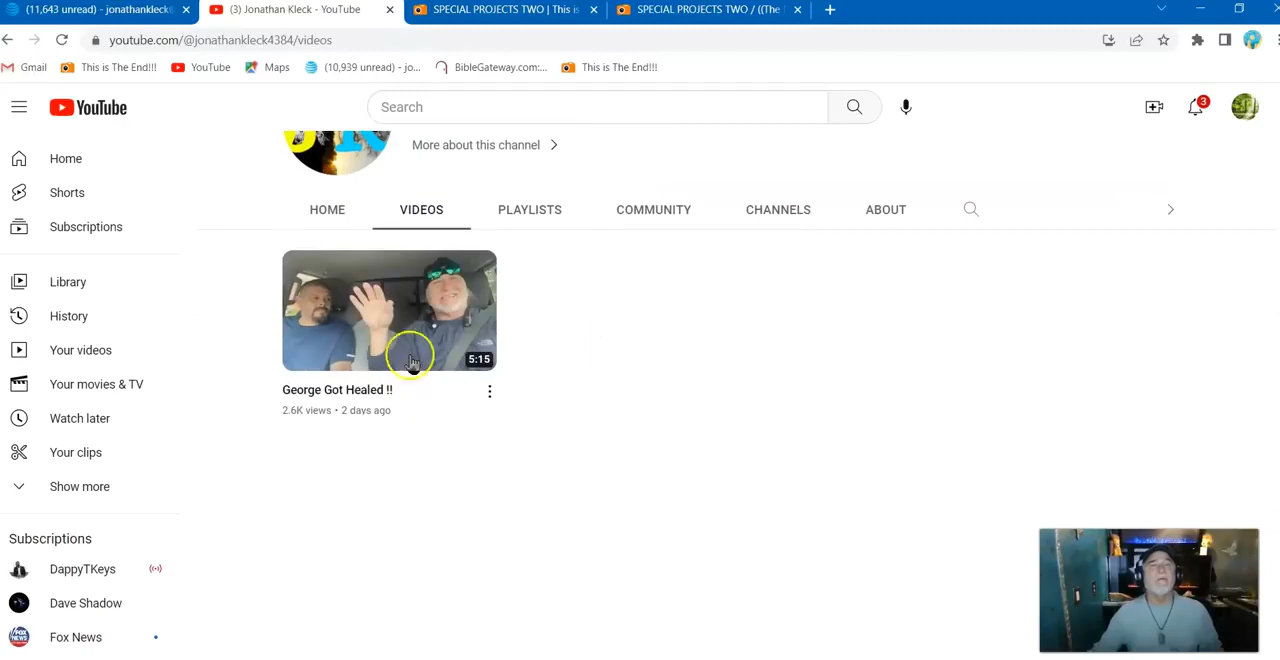 (11,643 unread) - jonathankleck@
(3) Jonathan Kleck - YouTube
SPECIAL PROJECTS TWO | This is
SPECIAL PROJECTS TWO / ((The
youtube.com/@jonathankleck4384/videos
Gmail
This is The End!!!
YouTube
Maps
(10,939 unread) - jo...
BibleGateway.com:...
This is The End!!!
YouTube
Search
3
More about this channel
Home
Shorts
Subscriptions
HOME
VIDEOS
PLAYLISTS
COMMUNITY
CHANNELS
ABOUT
Library
History
Your videos
Your movies & TV
Watch later
Your clips
Show more
5:15
George Got Healed !!
2.6K views • 2 days ago
Subscriptions
DappyTKeys
Dave Shadow
Fox News